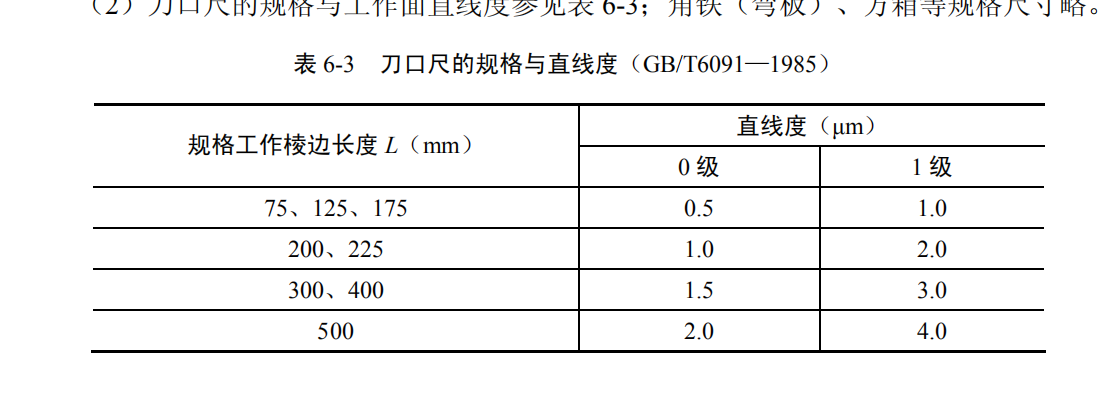 （2）刀口尺的规格与工作面直线度参见表 6-3；角铁（弯板）、方箱等规格尺寸略。
表 6-3 刀口尺的规格与直线度（GB/T6091—1985）
规格工作棱边长度 L（mm）
直线度（μm）
0 级 1 级
75、125、175 0.5 1.0
200、225 1.0 2.0
300、400 1.5 3.0
500 2.0 4.0